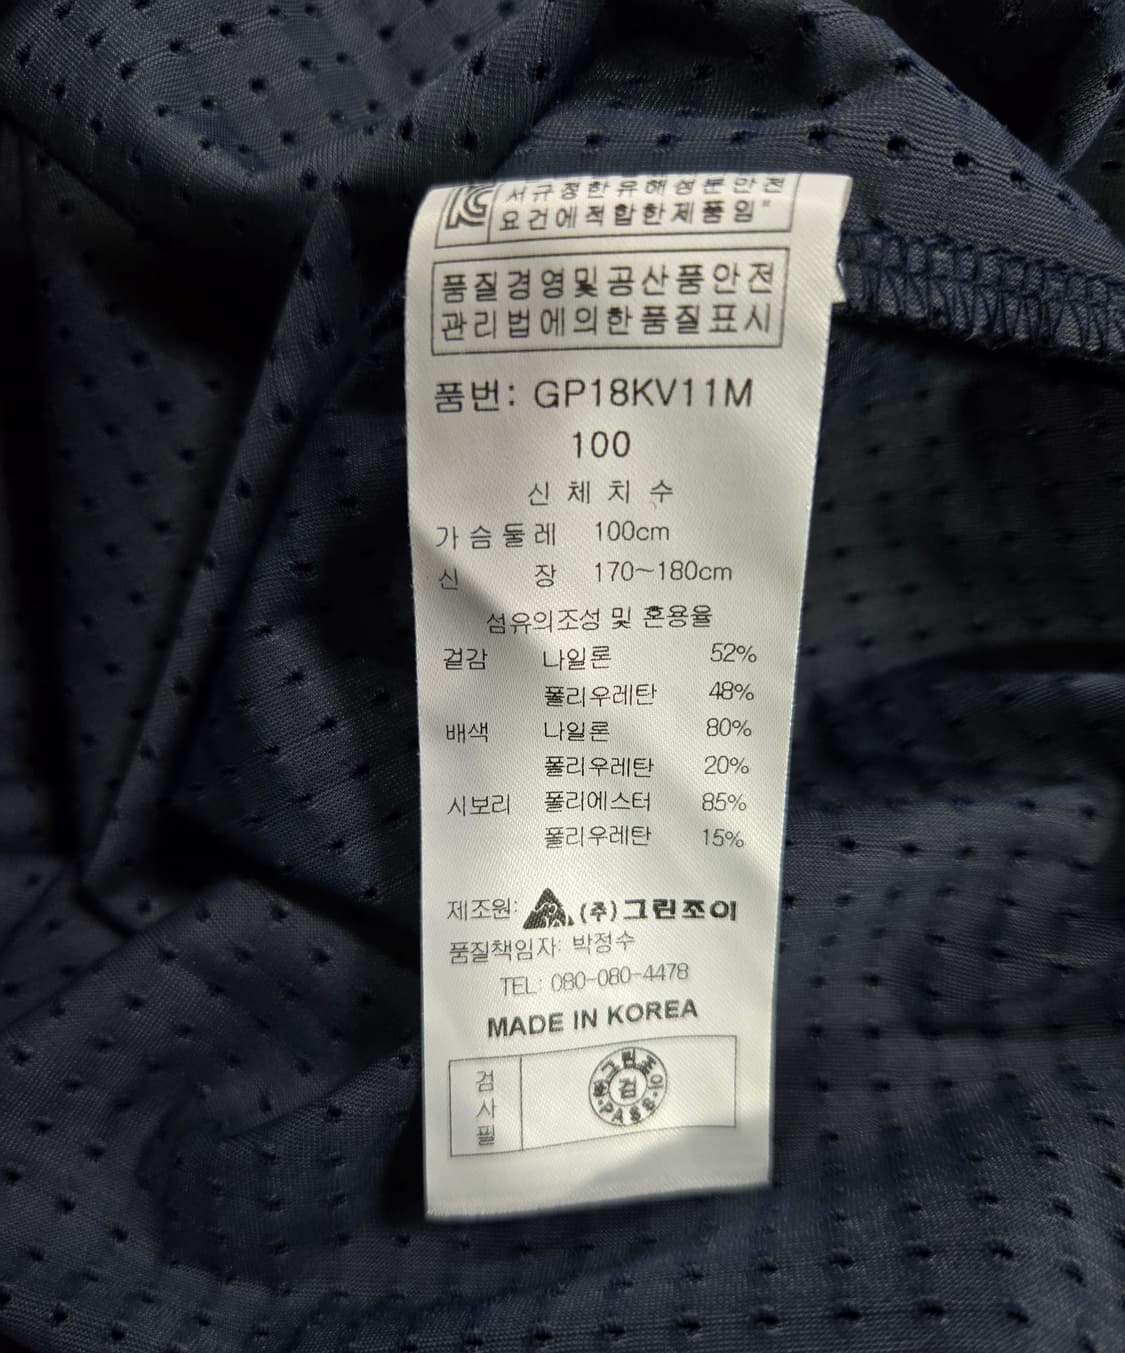 서규정한유해성분안전
요건에적합한제품임"
품질경영및공산품안전
관리법에의한품질표시
품번: GP18KV11M
100
신 체 치 수
가슴둘레 100cm
신 장 170~180cm
섬유의조성 및 혼용율
겉감 나일론 52%
폴리우레탄 48%
배색 나일론 80%
폴리우레탄 20%
시보리 폴리에스터 85%
폴리우레탄 15%
제조원: (주)그린조이
품질책임자: 박정수
TEL: 080-080-4478
MADE IN KOREA
검사필
㈜그린조이
검
PASS